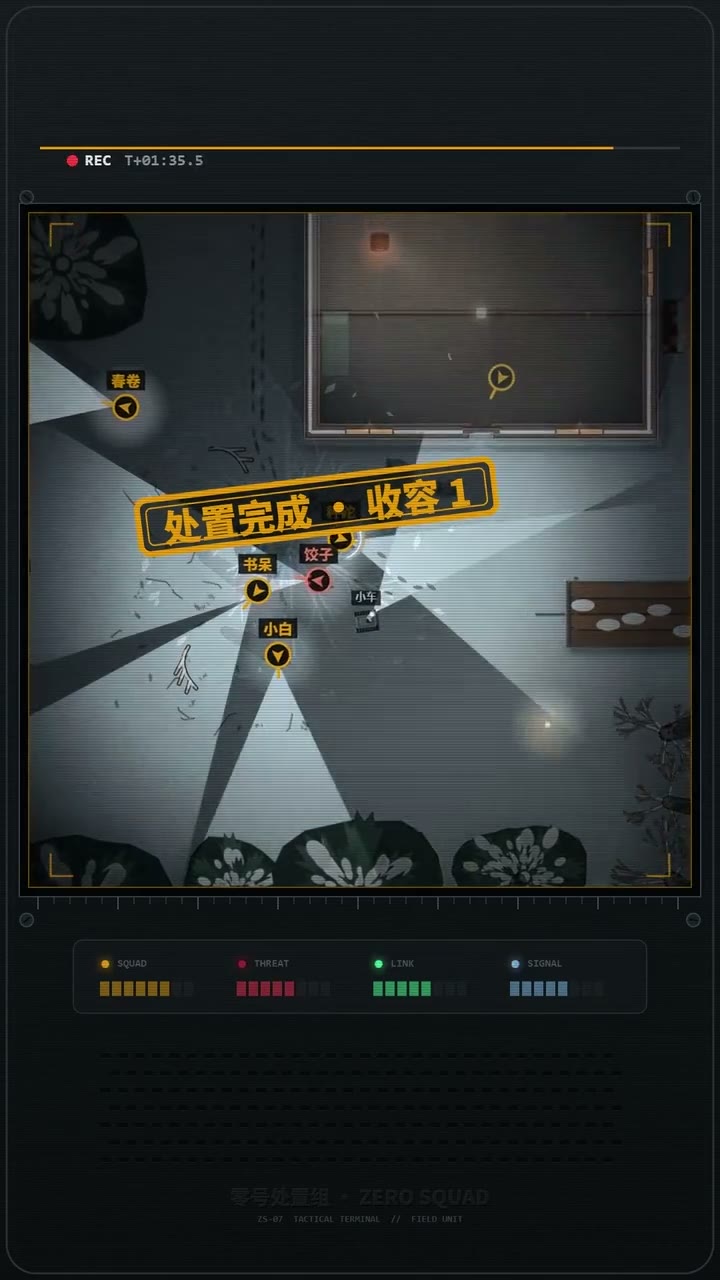 REC T+01:35.5
春卷
处置完成 · 收容 1
饺子
书呆
小车
小白
SQUAD THREAT LINK SIGNAL
零号处置组 · ZERO SQUAD
ZS-07 TACTICAL TERMINAL // FIELD UNIT